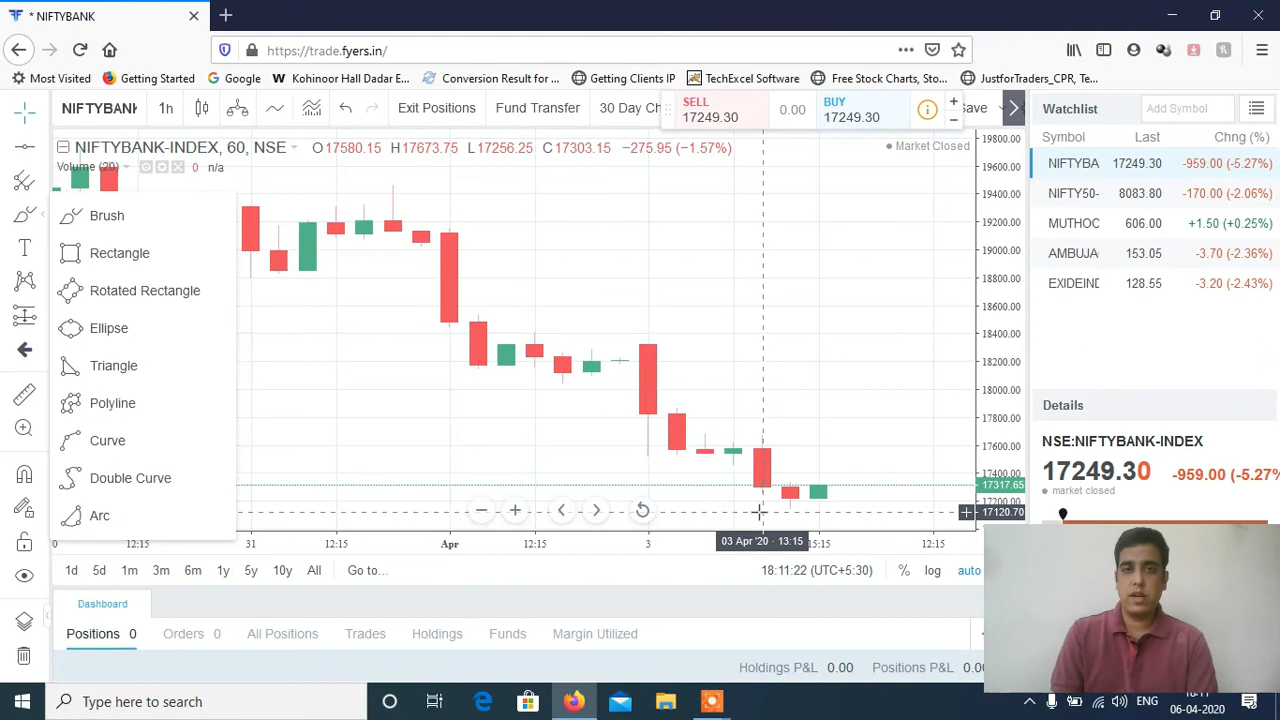 * NIFTYBANK
https://trade.fyers.in/
Most Visited Getting Started Google Kohinoor Hall Dadar E... Conversion Result for ... Getting Clients IP TechExcel Software Free Stock Charts, Sto... JustforTraders_CPR, Te...
NIFTYBANK 1h Exit Positions Fund Transfer 30 Day Ch
SELL 17249.30 0.00 BUY 17249.30
Watchlist Add Symbol
Symbol Last Chng (%)
NIFTYBA 17249.30 -959.00 (-5.27%)
NIFTY50- 8083.80 -170.00 (-2.06%)
MUTHOC 606.00 +1.50 (+0.25%)
AMBUJA 153.05 -3.70 (-2.36%)
EXIDEIND 128.55 -3.20 (-2.43%)
NIFTYBANK-INDEX, 60, NSE O17580.15 H17673.75 L17256.25 C17303.15 -275.95 (-1.57%)
Market Closed
Volume (20) 0 n/a
Brush
Rectangle
Rotated Rectangle
Ellipse
Triangle
Polyline
Curve
Double Curve
Arc
19800.00
19600.00
19400.00
19200.00
19000.00
18800.00
18600.00
18400.00
18200.00
18000.00
17800.00
17600.00
17400.00
17317.65
17200.00
17120.70
0 12:15 31 12:15 Apr 12:15 3 03 Apr '20 · 13:15 15:15 12:15
1d 5d 1m 3m 6m 1y 5y 10y All Go to... 18:11:22 (UTC+5:30) % log auto
Details
NSE:NIFTYBANK-INDEX
17249.30 -959.00 (-5.27%
market closed
Dashboard
Positions 0 Orders 0 All Positions Trades Holdings Funds Margin Utilized
Holdings P&L 0.00 Positions P&L 0.00
Type here to search
ENG
18:11
06-04-2020